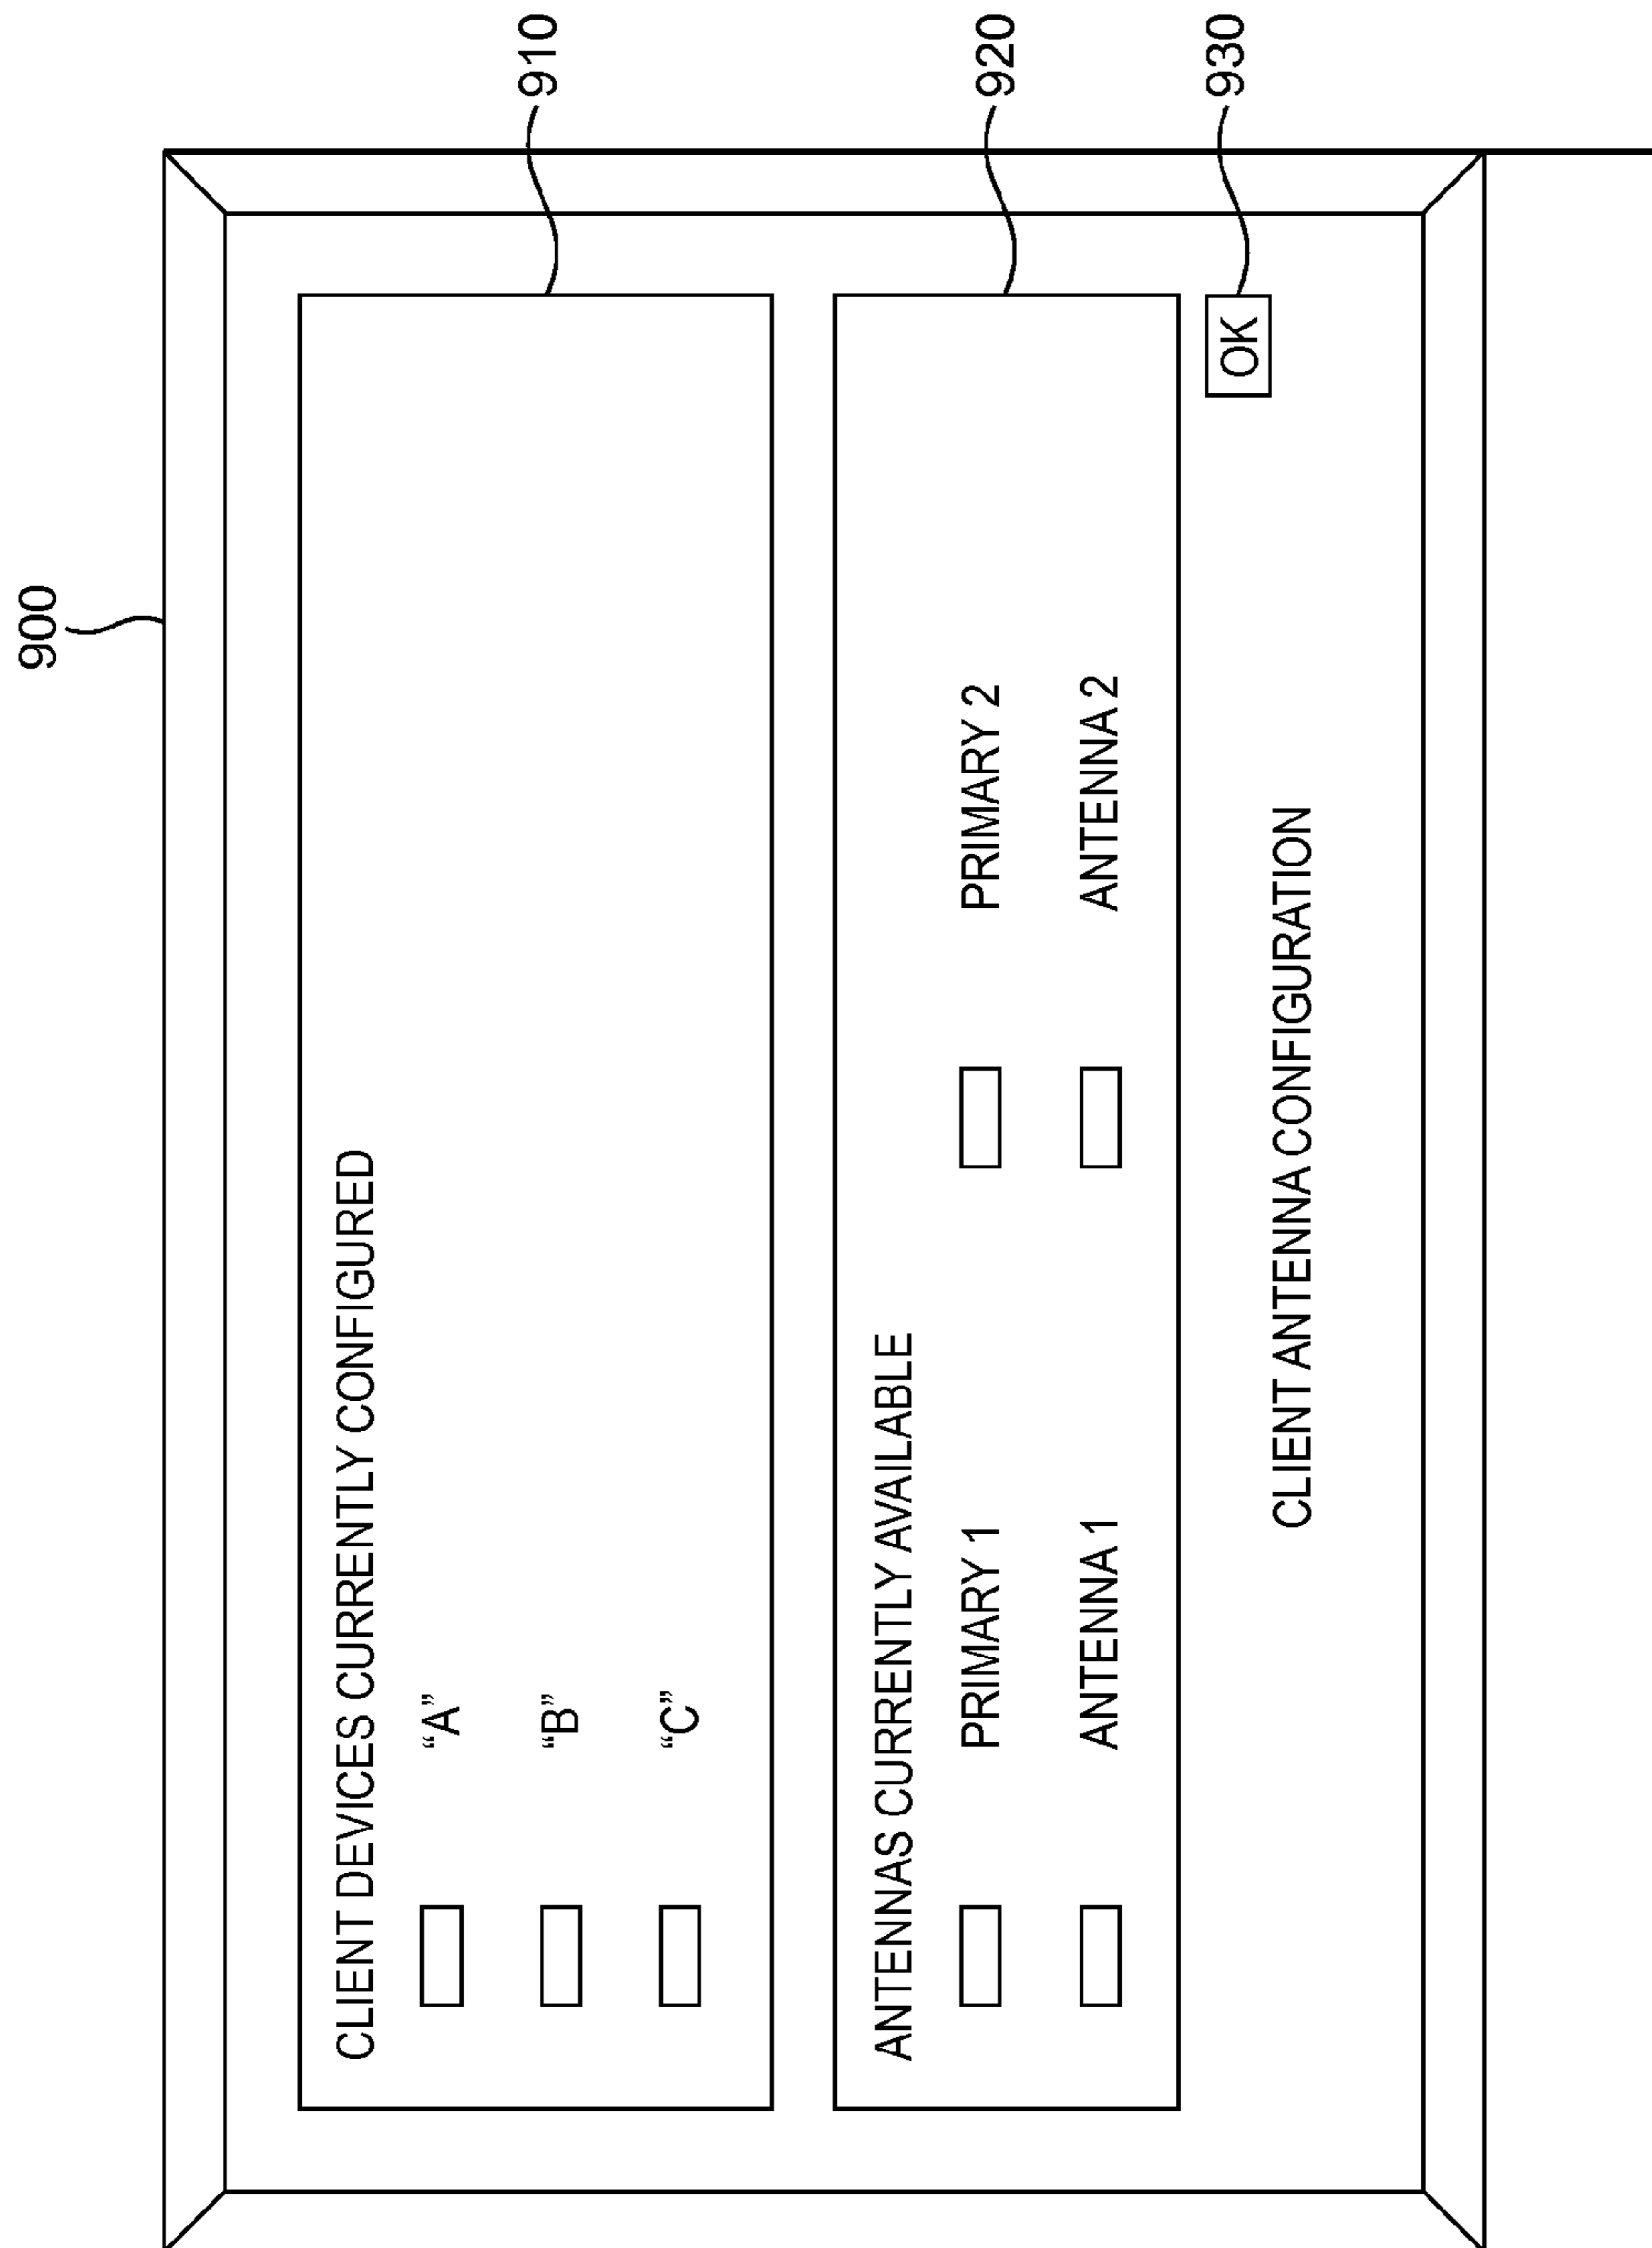 900
CLIENT DEVICES CURRENTLY CONFIGURED
“A”
“B”
“C”
910
ANTENNAS CURRENTLY AVAILABLE
PRIMARY 1 PRIMARY 2
ANTENNA 1 ANTENNA 2
920
OK
930
CLIENT ANTENNA CONFIGURATION